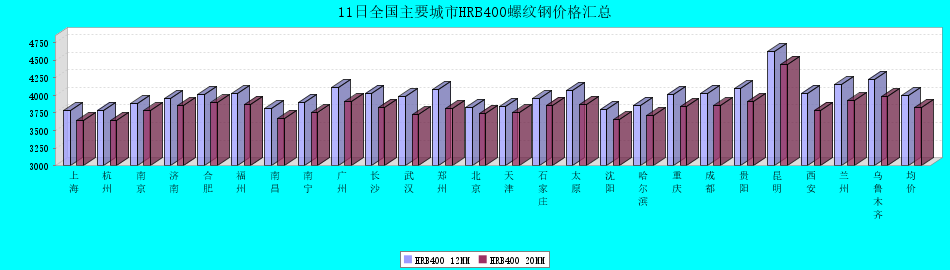 11日全国主要城市HRB400螺纹钢价格汇总
4750
4500
4250
4000
3750
3500
3250
3000
上海
杭州
南京
济南
合肥
福州
南昌
南宁
广州
长沙
武汉
郑州
北京
天津
石家庄
太原
沈阳
哈尔滨
重庆
成都
贵阳
昆明
西安
兰州
乌鲁木齐
均价
HRB400 12MM
HRB400 20MM